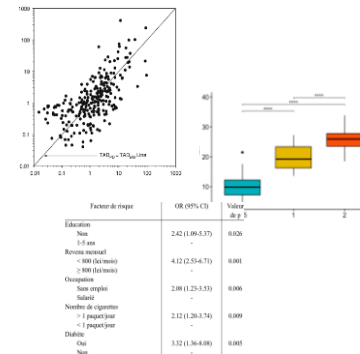 1000
100
10
1
0.1
0.01
0.01 0.1 1 10 100 1000
Line
40
30
20
10
.5 1 2
**** 
****
****
Facteur de risque OR (95% CI) Valeur de p
Education
Non 2.42 (1.09-5.37) 0.026
1-5 ans -
Revenu mensuel
< 800 (lei/mois) 4.12 (2.53-6.71) 0.001
≥ 800 (lei/mois) -
Occupation
Sans emploi 2.08 (1.23-3.53) 0.006
Salarié -
Nombre de cigarettes
> 1 paquet/jour 2.12 (1.20-3.74) 0.009
< 1 paquet/jour -
Diabète
Oui 3.32 (1.36-8.08) 0.005
Non -